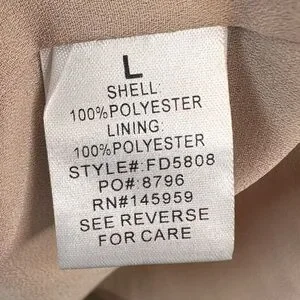 L
SHELL:
100%POLYESTER
LINING:
100%POLYESTER
STYLE#:FD5808
PO#:8796
RN#145959
SEE REVERSE
FOR CARE